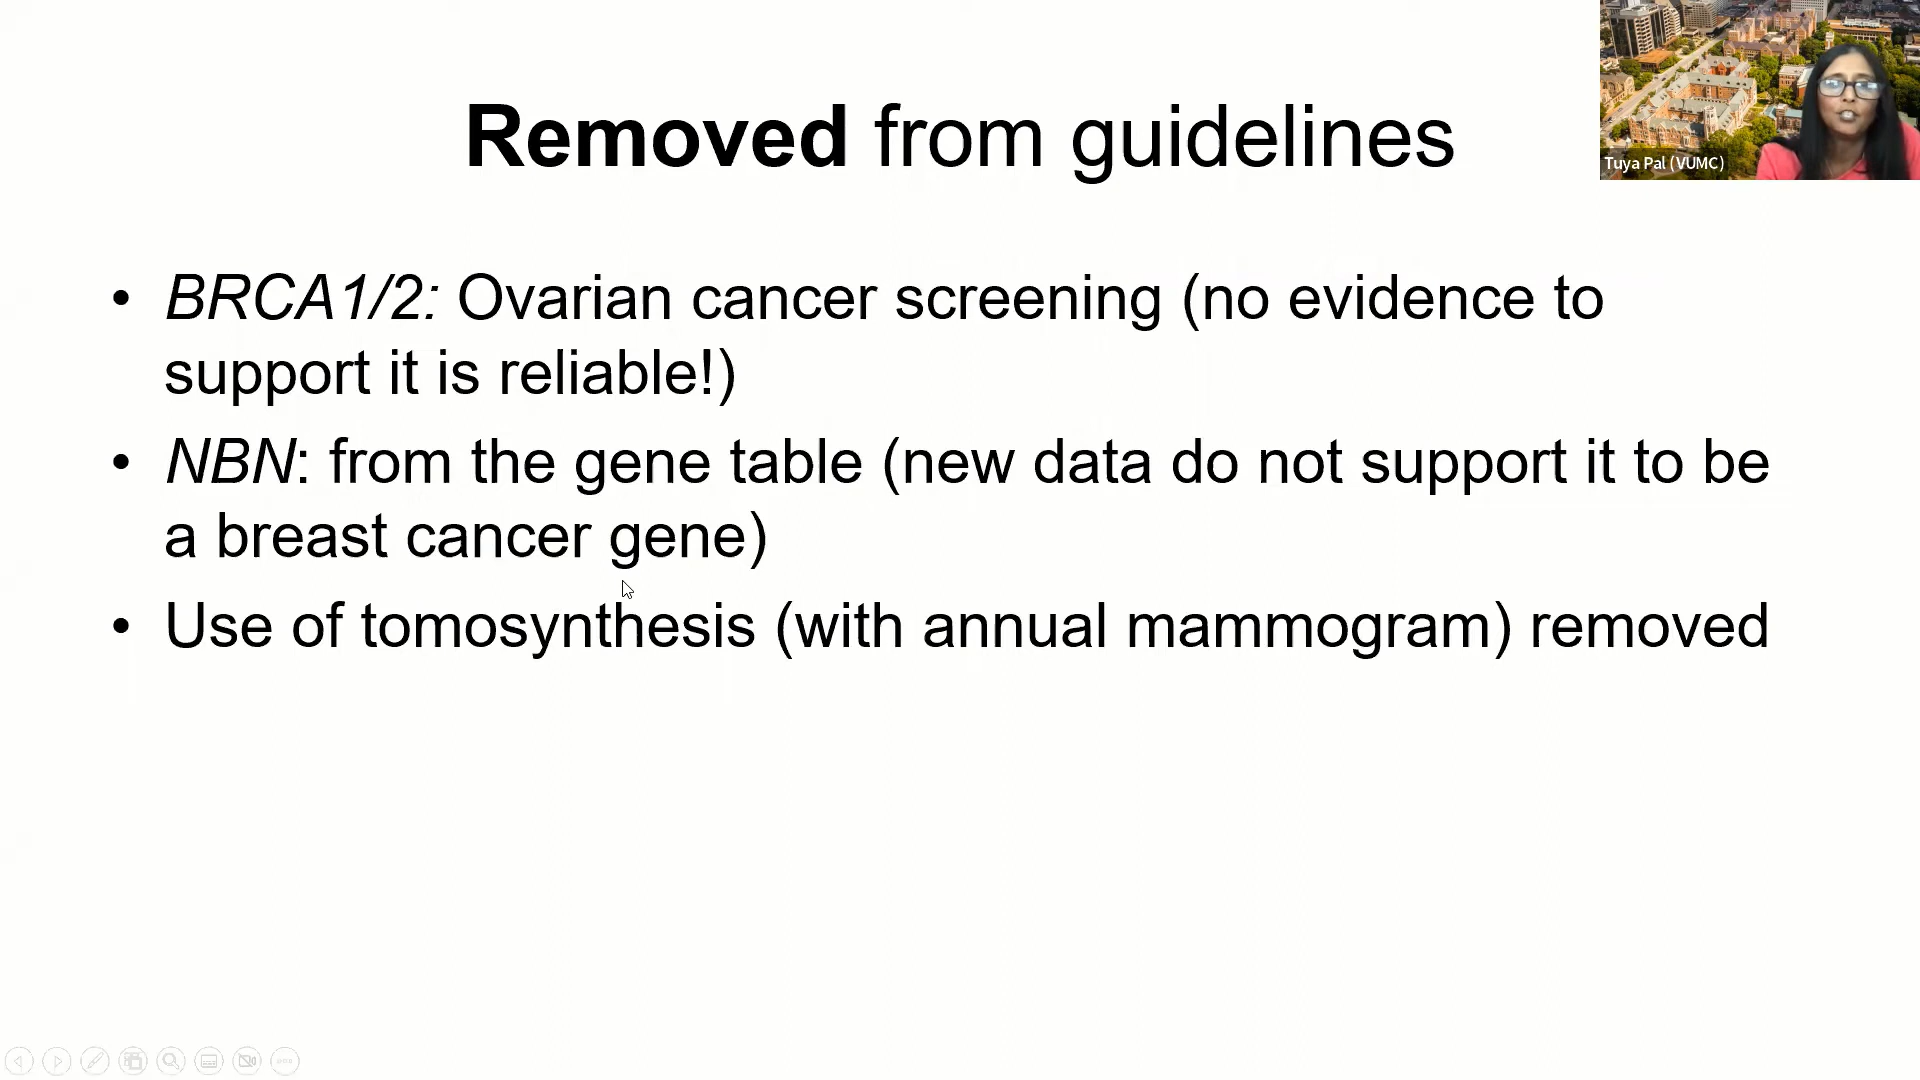 Removed from guidelines
Tuya Pal (VUMC)
• BRCA1/2: Ovarian cancer screening (no evidence to
support it is reliable!)
• NBN: from the gene table (new data do not support it to be
a breast cancer gene)
• Use of tomosynthesis (with annual mammogram) removed